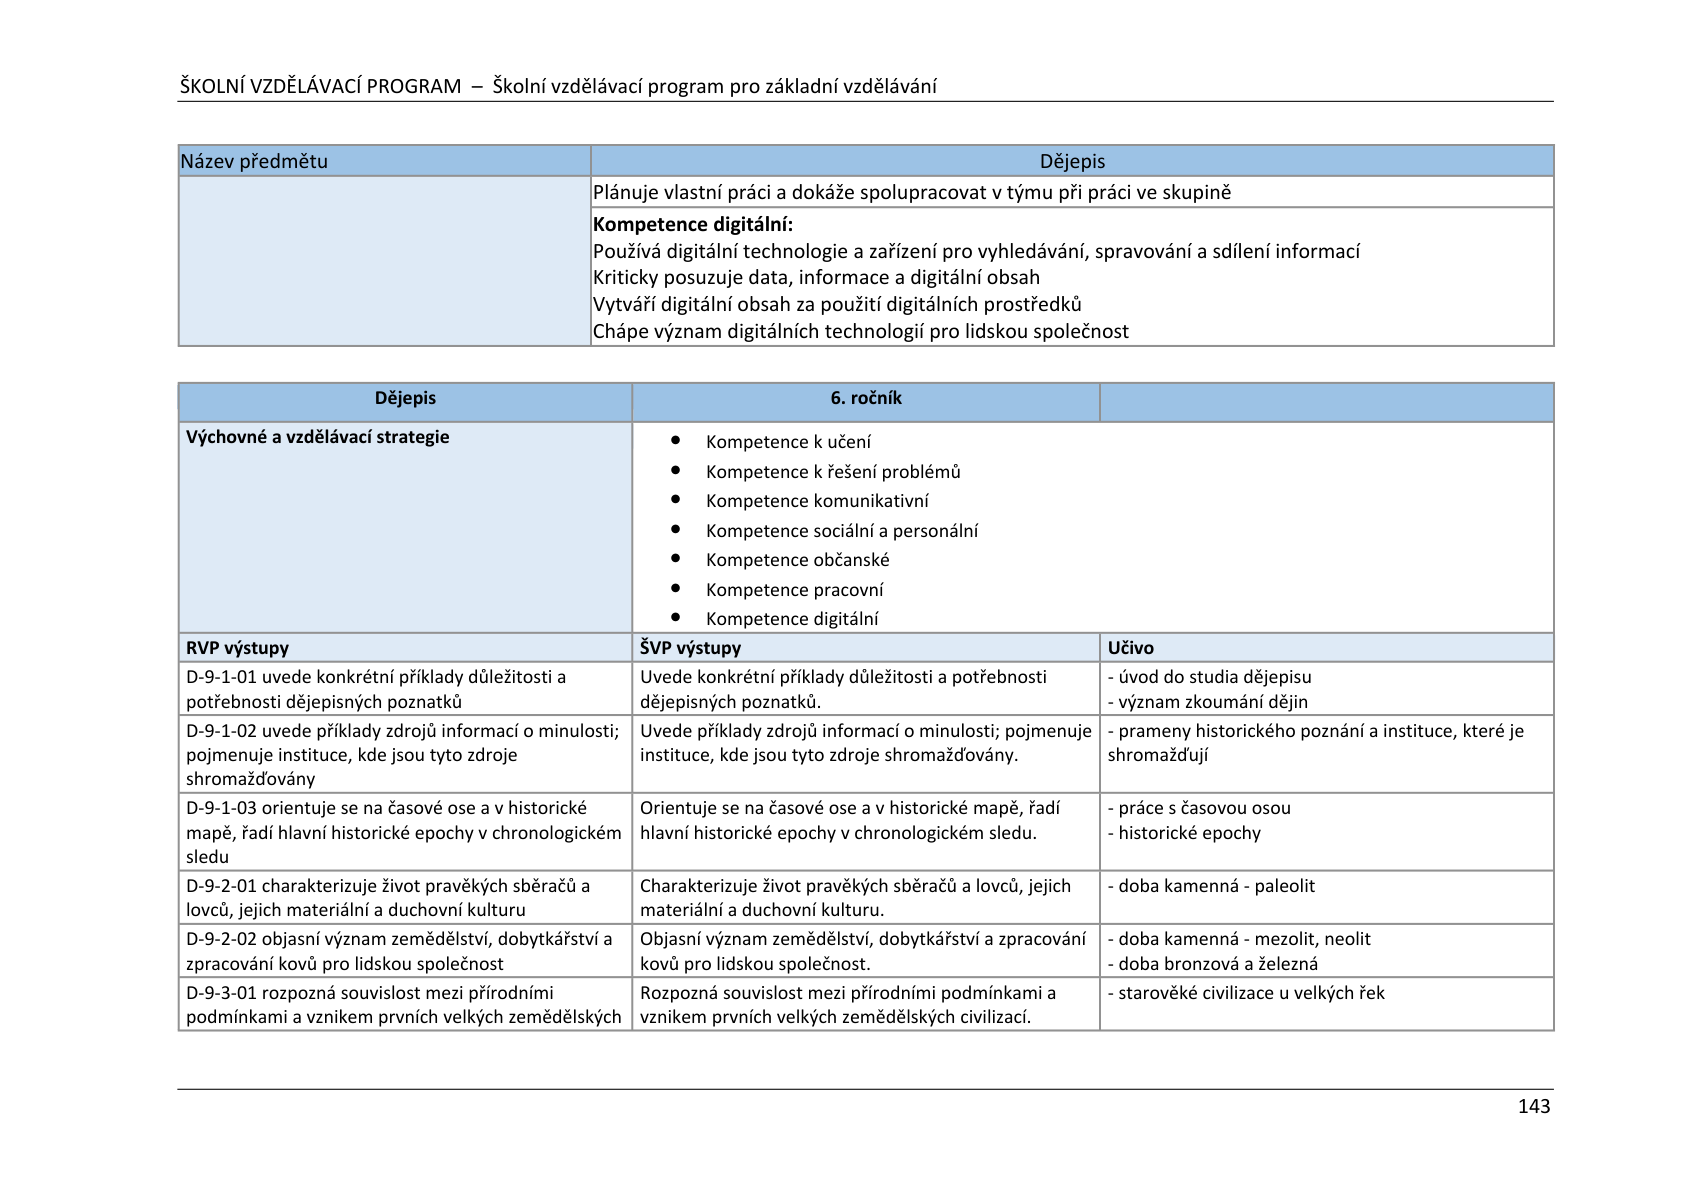 ŠKOLNÍ VZDĚLÁVACÍ PROGRAM – Školní vzdělávací program pro základní vzdělávání
Název předmětu
Dějepis
Plánuje vlastní práci a dokáže spolupracovat v týmu při práci ve skupině
Kompetence digitální:
Používá digitální technologie a zařízení pro vyhledávání, spravování a sdílení informací
Kriticky posuzuje data, informace a digitální obsah
Vytváří digitální obsah za použití digitálních prostředků
Chápe význam digitálních technologií pro lidskou společnost
Dějepis
6. ročník
Výchovné a vzdělávací strategie
• Kompetence k učení
• Kompetence k řešení problémů
• Kompetence komunikativní
• Kompetence sociální a personální
• Kompetence občanské
• Kompetence pracovní
• Kompetence digitální
RVP výstupy
ŠVP výstupy
Učivo
D-9-1-01 uvede konkrétní příklady důležitosti a
potřebnosti dějepisných poznatků
Uvede konkrétní příklady důležitosti a potřebnosti
dějepisných poznatků.
- úvod do studia dějepisu
- význam zkoumání dějin
D-9-1-02 uvede příklady zdrojů informací o minulosti;
pojmenuje instituce, kde jsou tyto zdroje
shromažďovány
Uvede příklady zdrojů informací o minulosti; pojmenuje
instituce, kde jsou tyto zdroje shromažďovány.
- prameny historického poznání a instituce, které je
shromažďují
D-9-1-03 orientuje se na časové ose a v historické
mapě, řadí hlavní historické epochy v chronologickém
sledu
Orientuje se na časové ose a v historické mapě, řadí
hlavní historické epochy v chronologickém sledu.
- práce s časovou osou
- historické epochy
D-9-2-01 charakterizuje život pravěkých sběračů a
lovců, jejich materiální a duchovní kulturu
Charakterizuje život pravěkých sběračů a lovců, jejich
materiální a duchovní kulturu.
- doba kamenná - paleolit
D-9-2-02 objasní význam zemědělství, dobytkářství a
zpracování kovů pro lidskou společnost
Objasní význam zemědělství, dobytkářství a zpracování
kovů pro lidskou společnost.
- doba kamenná - mezolit, neolit
- doba bronzová a železná
D-9-3-01 rozpozná souvislost mezi přírodními
podmínkami a vznikem prvních velkých zemědělských
Rozpozná souvislost mezi přírodními podmínkami a
vznikem prvních velkých zemědělských civilizací.
- starověké civilizace u velkých řek
143